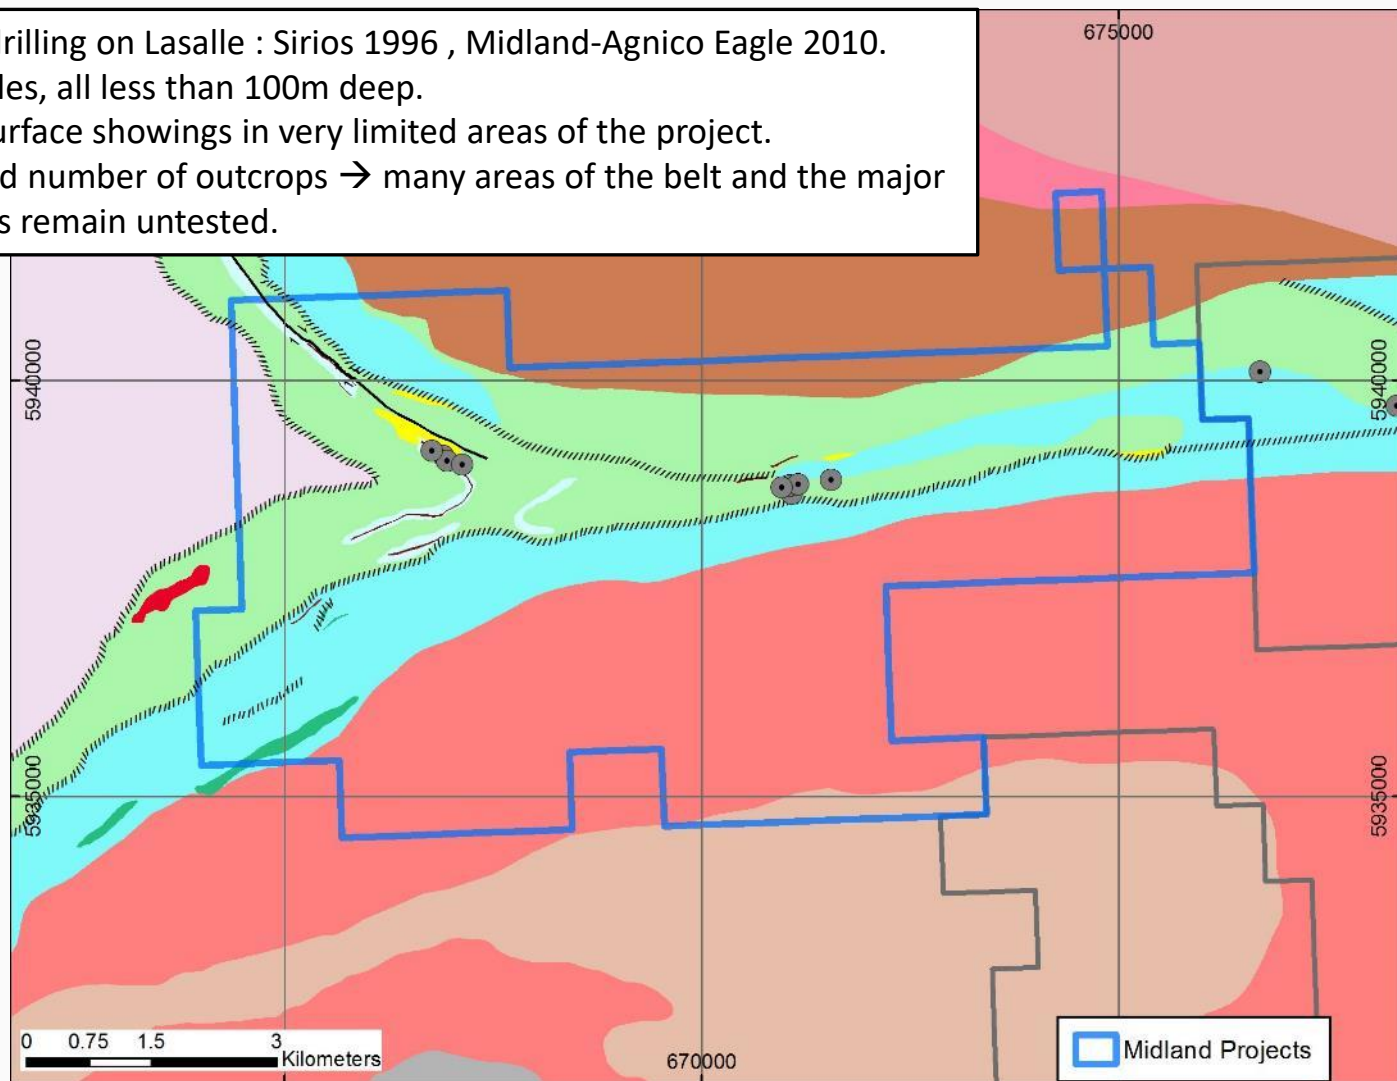 rilling on Lasalle : Sirios 1996 , Midland-Agnico Eagle 2010.
les, all less than 100m deep.
urface showings in very limited areas of the project.
d number of outcrops → many areas of the belt and the major
s remain untested.
675000
5940000
5940000
5935000
5935000
0 0.75 1.5 3
Kilometers
670000
Midland Projects